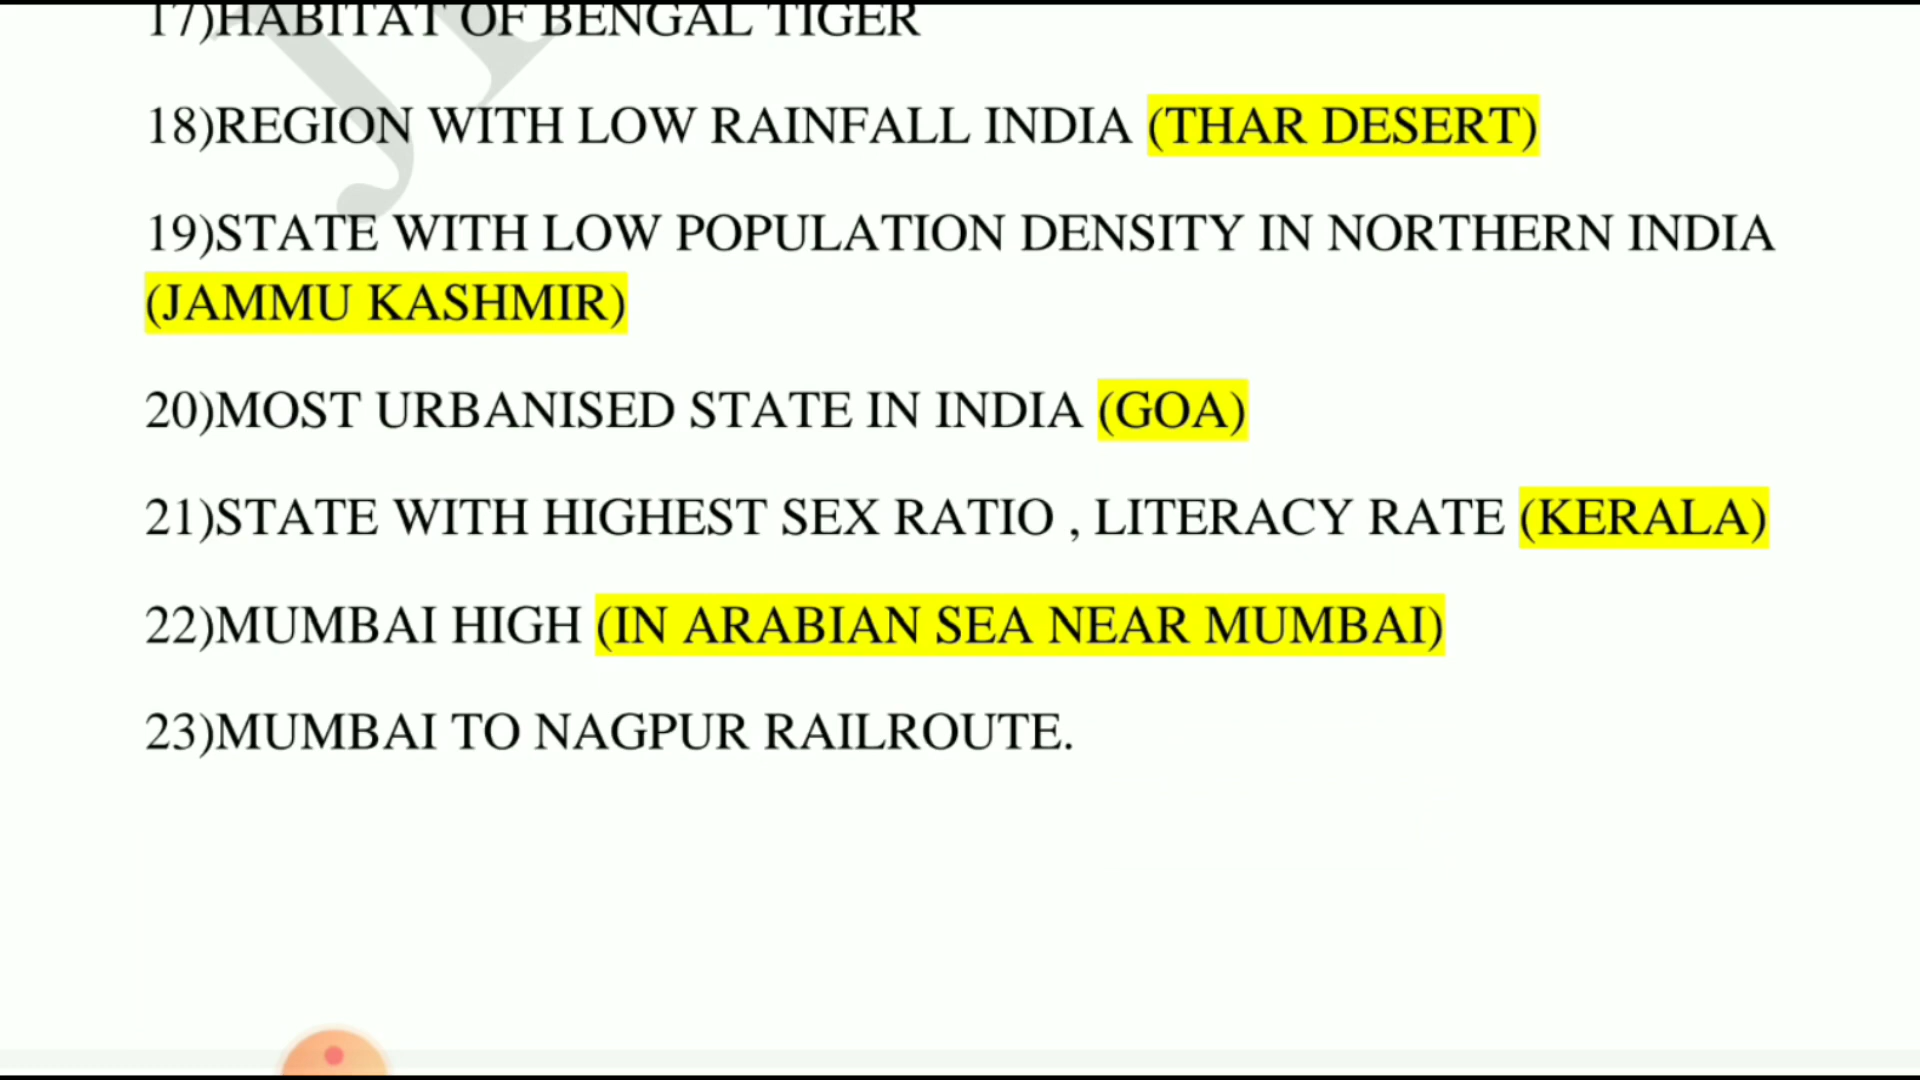 17)HABITAT OF BENGAL TIGER
18)REGION WITH LOW RAINFALL INDIA (THAR DESERT)
19)STATE WITH LOW POPULATION DENSITY IN NORTHERN INDIA
(JAMMU KASHMIR)
20)MOST URBANISED STATE IN INDIA (GOA)
21)STATE WITH HIGHEST SEX RATIO , LITERACY RATE (KERALA)
22)MUMBAI HIGH (IN ARABIAN SEA NEAR MUMBAI)
23)MUMBAI TO NAGPUR RAILROUTE.